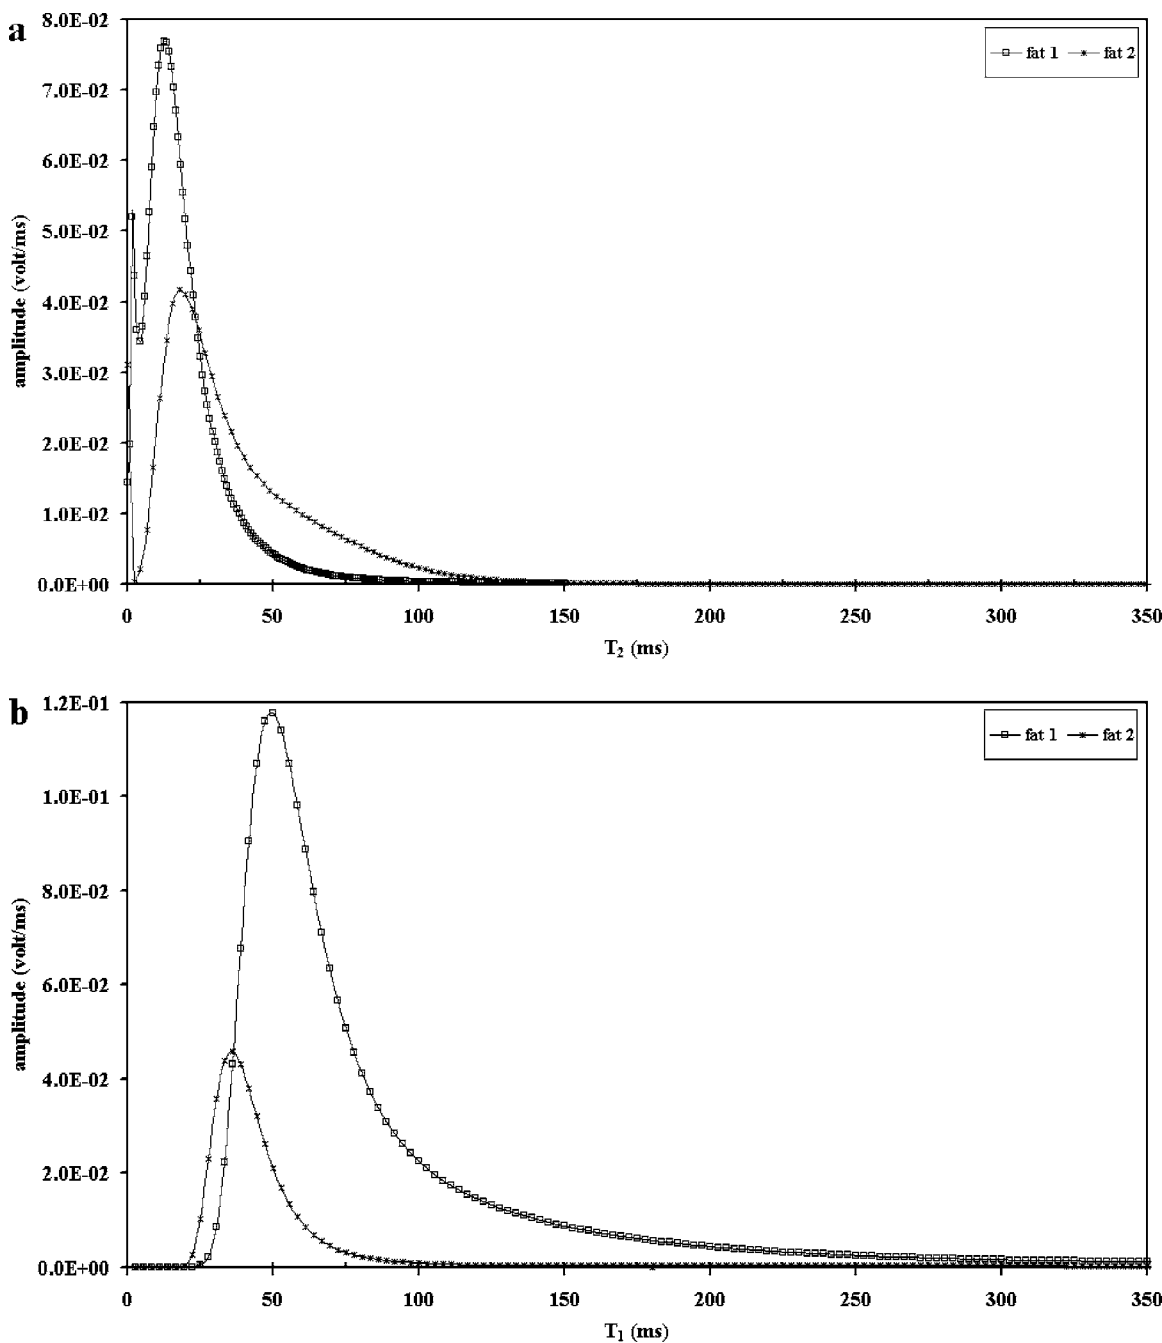 a
8.0E-02
7.0E-02
6.0E-02
5.0E-02
4.0E-02
3.0E-02
2.0E-02
1.0E-02
0.0E+00
amplitude (volt/ms)
fat 1 fat 2
0 50 100 150 200 250 300 350
T₂ (ms)
b
1.2E-01
1.0E-01
8.0E-02
6.0E-02
4.0E-02
2.0E-02
0.0E+00
amplitude (volt/ms)
fat 1 fat 2
0 50 100 150 200 250 300 350
T₁ (ms)